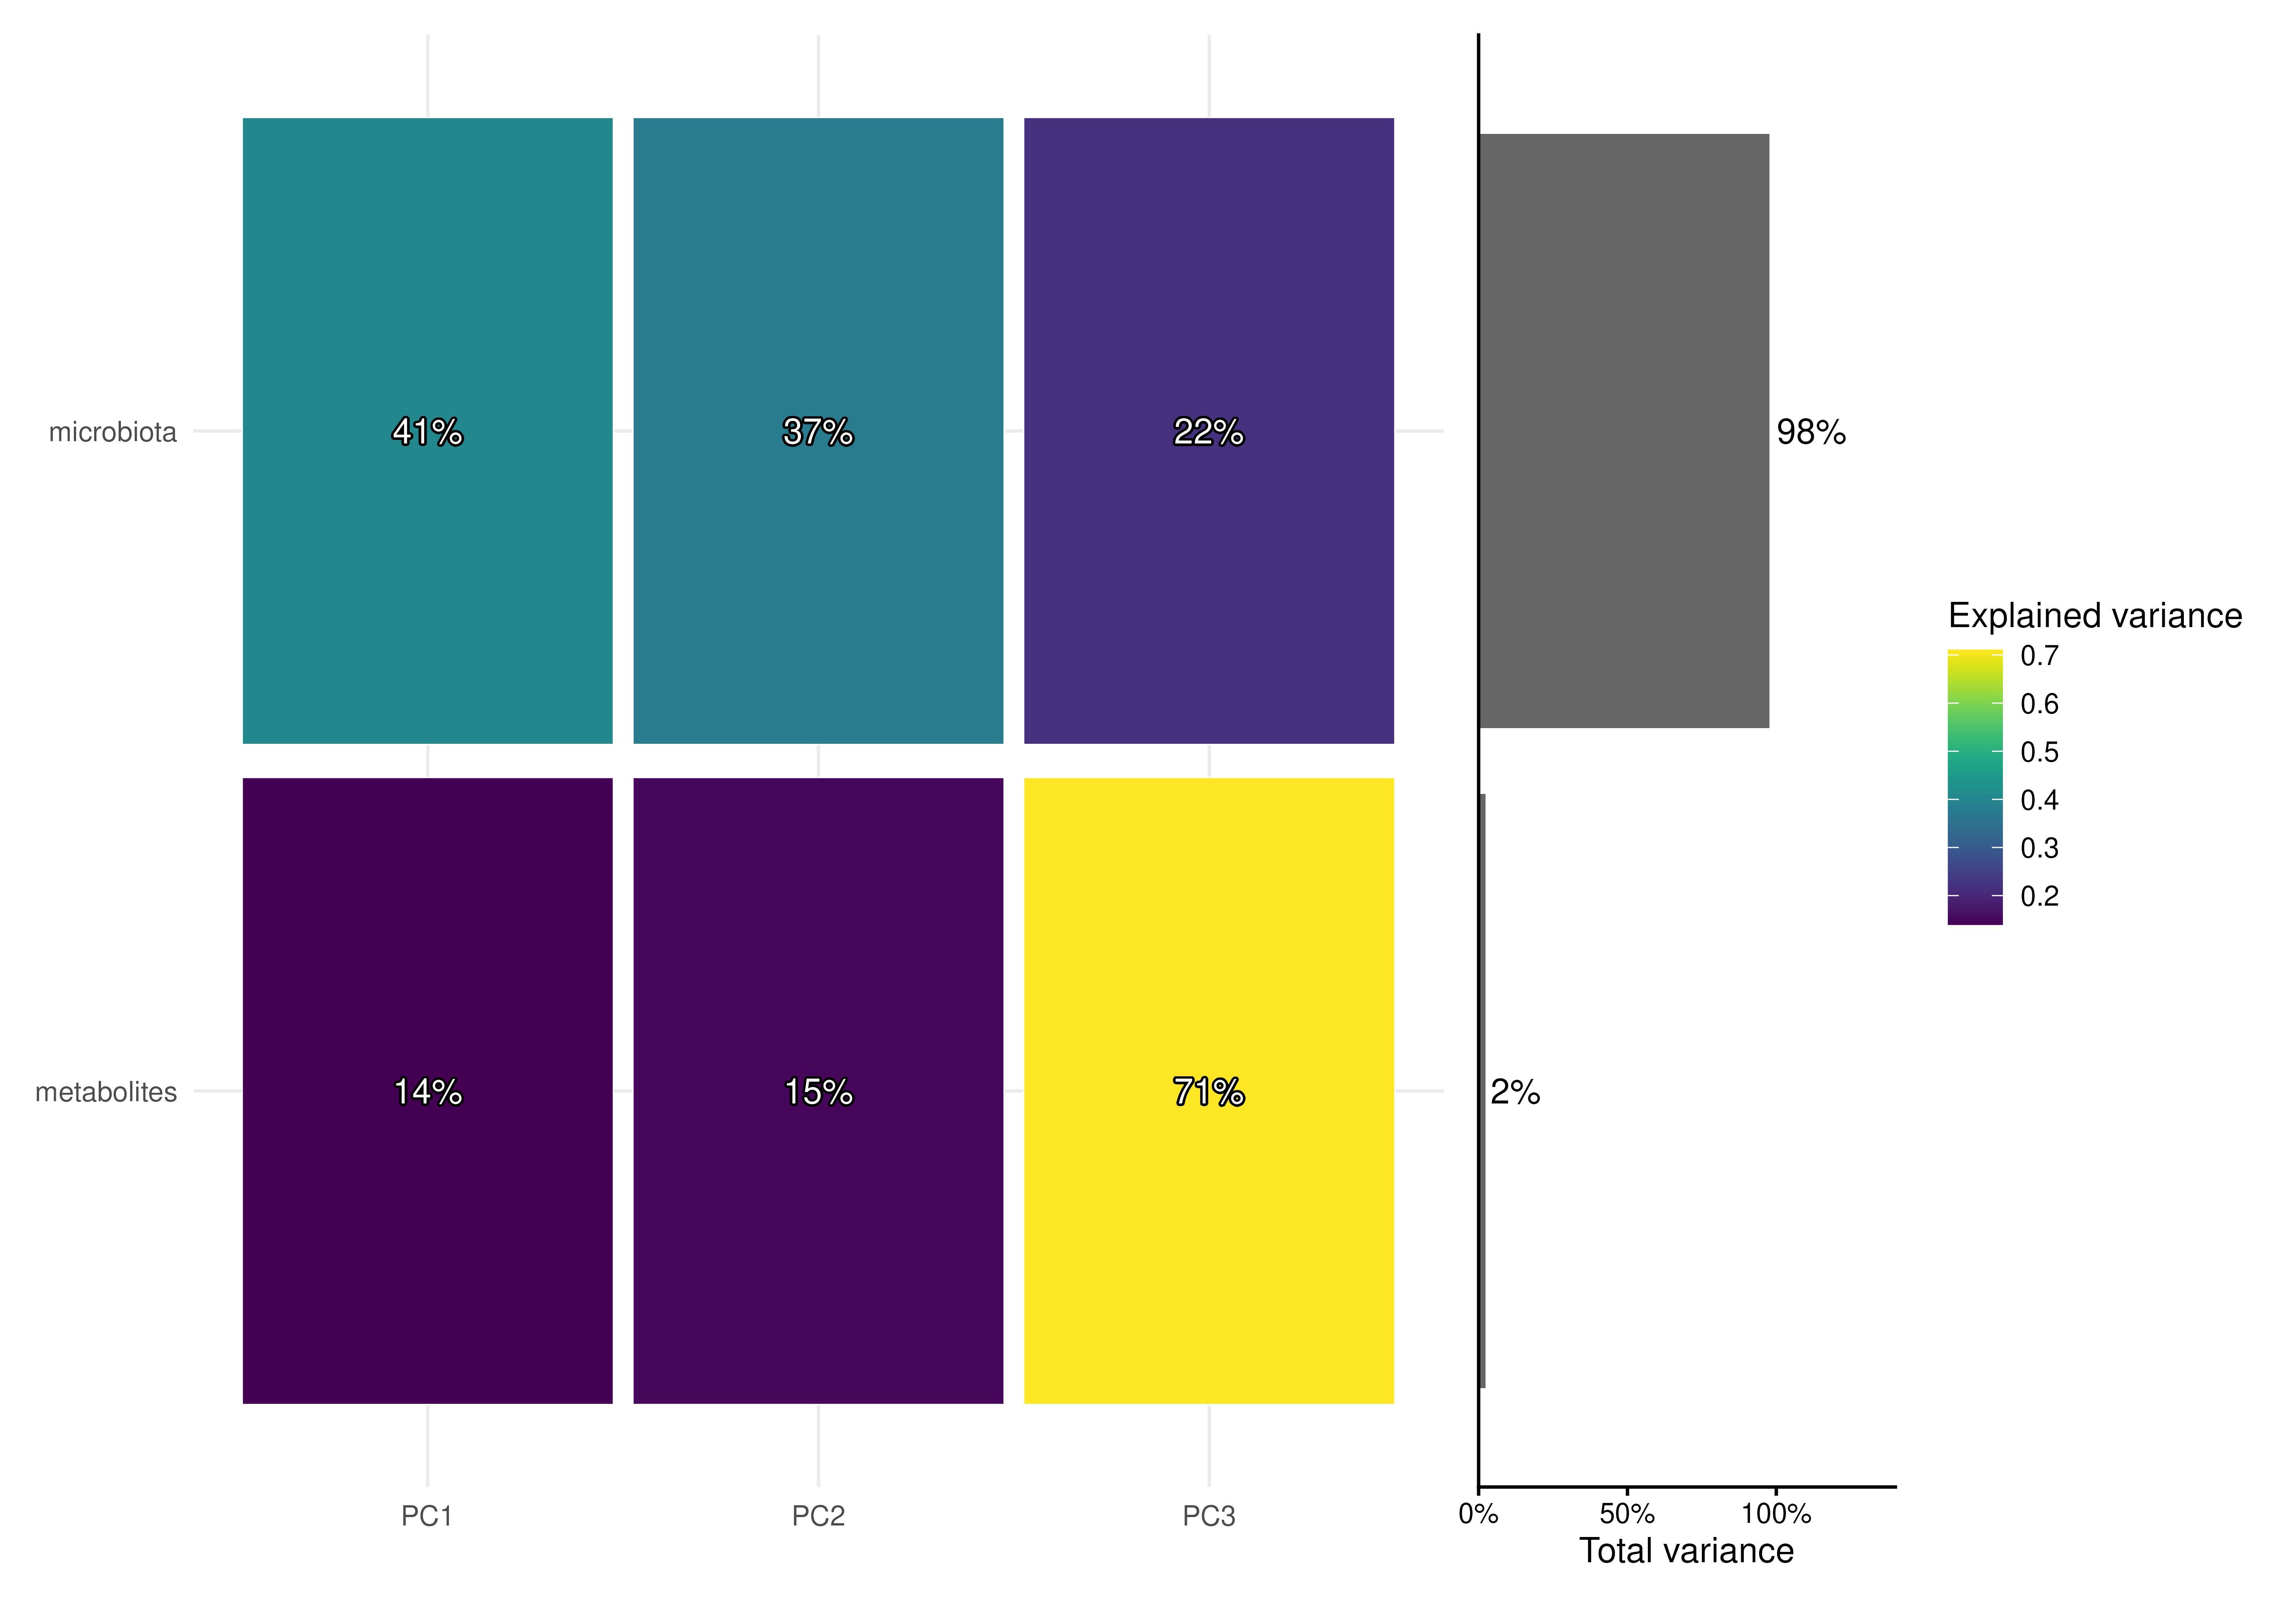 microbiota
41%
37%
22%
98%
metabolites
14%
15%
71%
2%
PC1
PC2
PC3
0%
50%
100%
Total variance
Explained variance
0.7
0.6
0.5
0.4
0.3
0.2